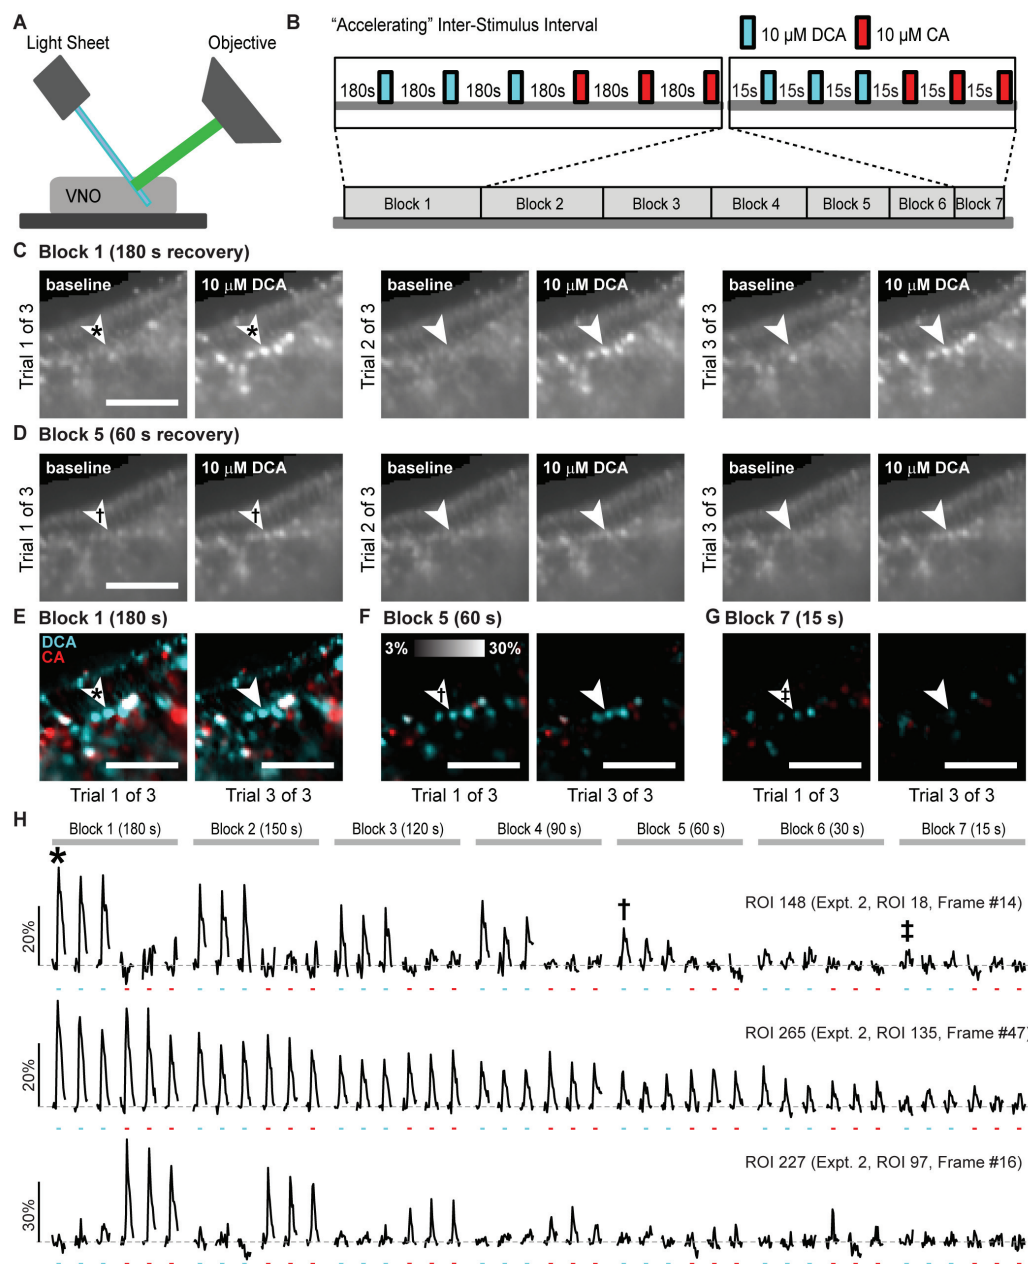 A
Light Sheet
Objective
VNO
B
“Accelerating” Inter-Stimulus Interval
10 µM DCA
10 µM CA
180s 180s 180s 180s 180s 180s
15s 15s 15s 15s 15s 15s
Block 1 Block 2 Block 3 Block 4 Block 5 Block 6 Block 7
C Block 1 (180 s recovery)
Trial 1 of 3
baseline
*
10 µM DCA
*
Trial 2 of 3
baseline
10 µM DCA
Trial 3 of 3
baseline
10 µM DCA
D Block 5 (60 s recovery)
Trial 1 of 3
baseline
†
10 µM DCA
†
Trial 2 of 3
baseline
10 µM DCA
Trial 3 of 3
baseline
10 µM DCA
E Block 1 (180 s)
DCA
CA
*
Trial 1 of 3
Trial 3 of 3
F Block 5 (60 s)
3% 30%
†
Trial 1 of 3
Trial 3 of 3
G Block 7 (15 s)
‡
Trial 1 of 3
Trial 3 of 3
H
Block 1 (180 s) Block 2 (150 s) Block 3 (120 s) Block 4 (90 s) Block 5 (60 s) Block 6 (30 s) Block 7 (15 s)
*
†
‡
20%
ROI 148 (Expt. 2, ROI 18, Frame #14)
20%
ROI 265 (Expt. 2, ROI 135, Frame #47)
30%
ROI 227 (Expt. 2, ROI 97, Frame #16)